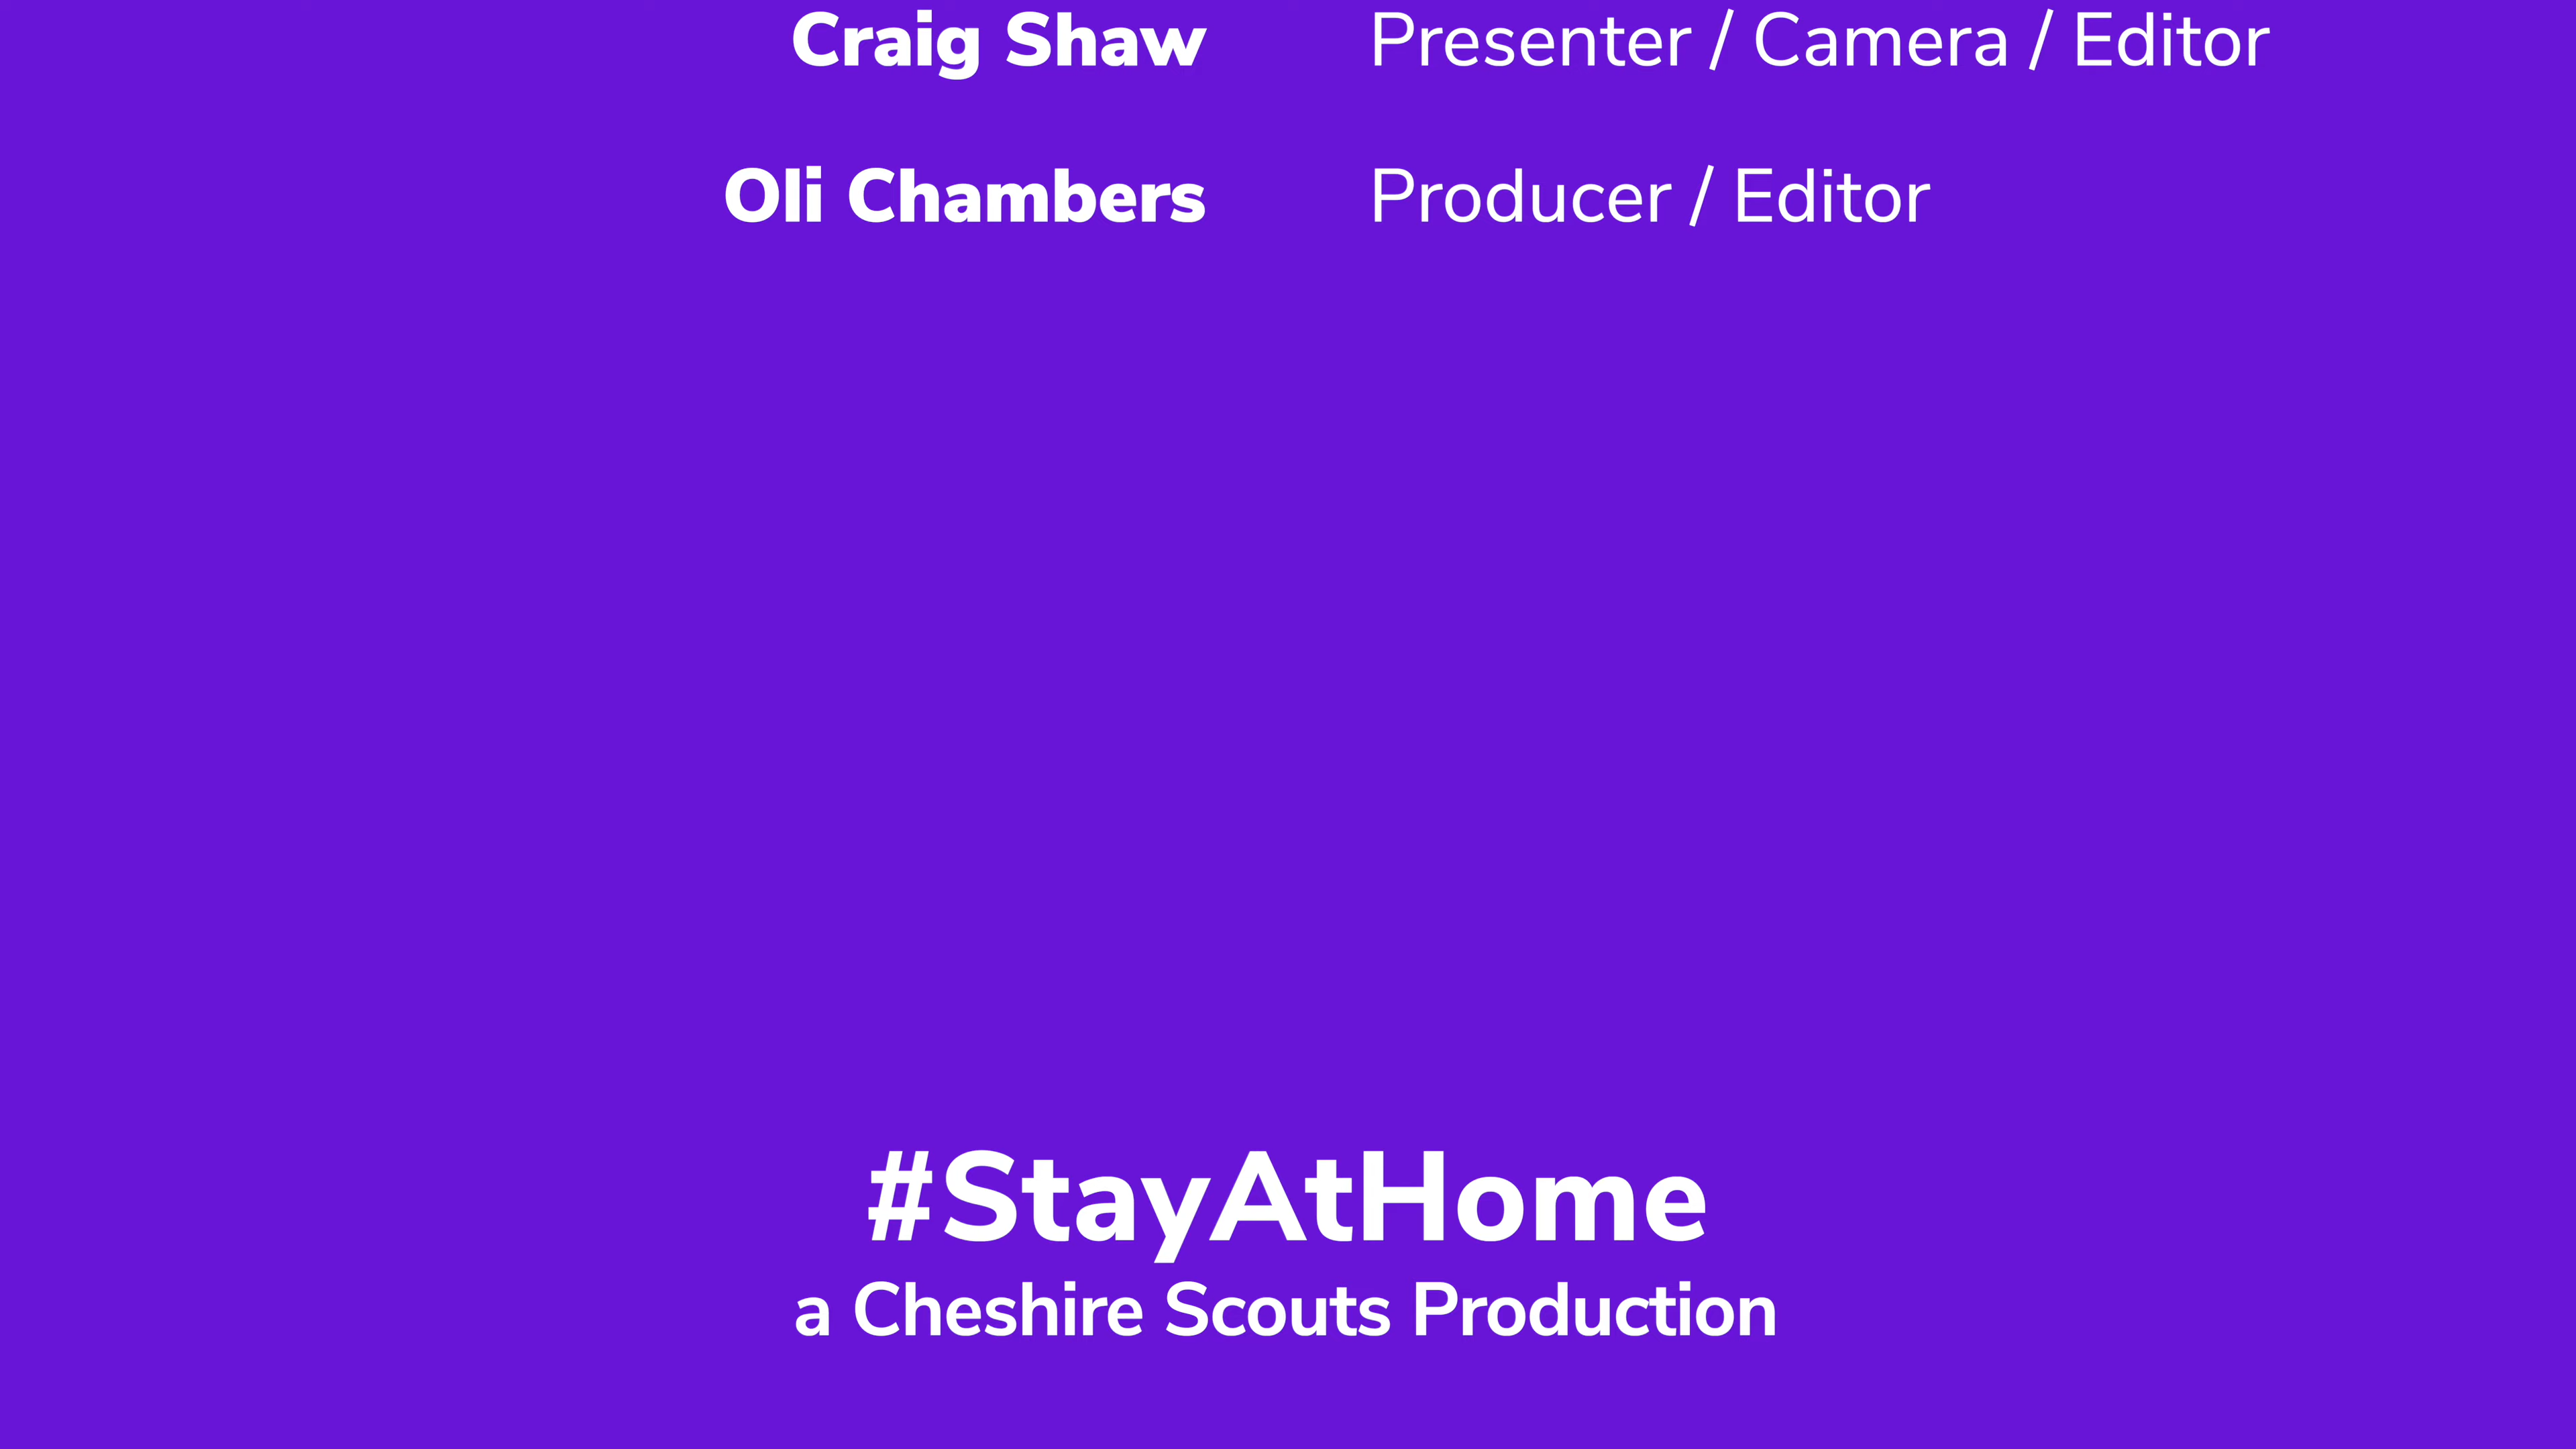 Craig Shaw Presenter / Camera / Editor
Oli Chambers Producer / Editor
#StayAtHome
a Cheshire Scouts Production